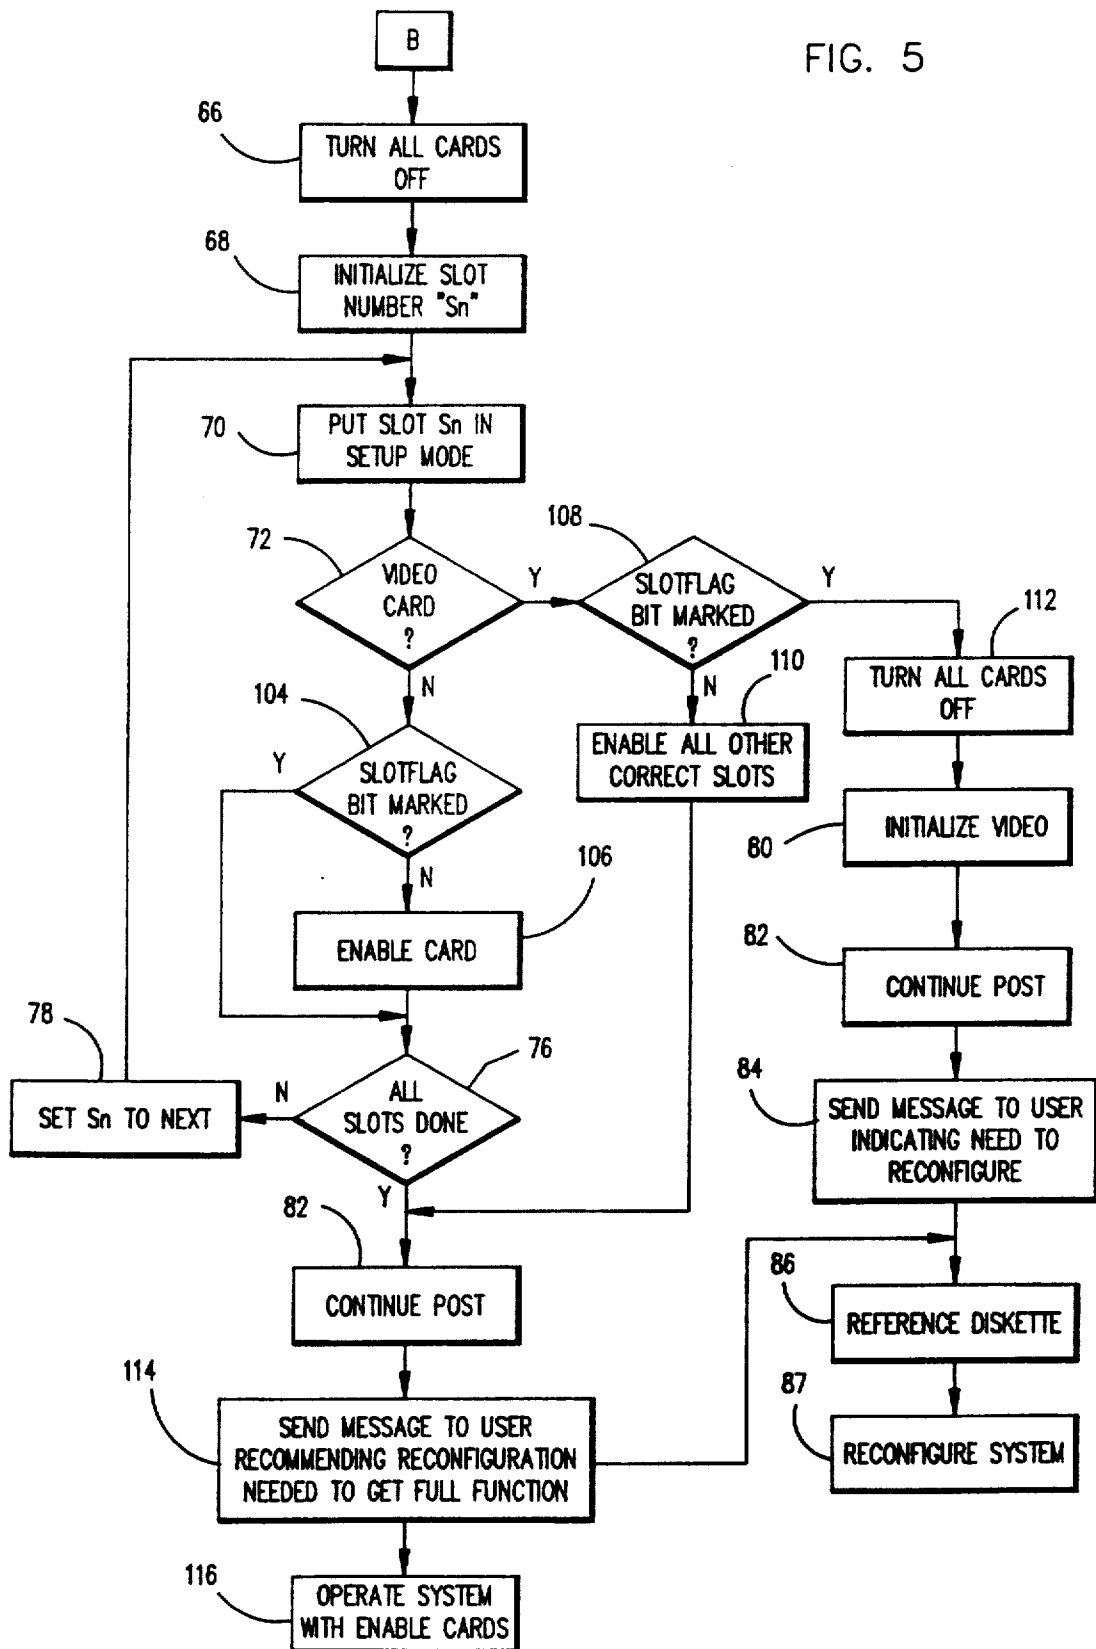 B
FIG. 5
66
TURN ALL CARDS
OFF
68
INITIALIZE SLOT
NUMBER "Sn"
70
PUT SLOT Sn IN
SETUP MODE
72
VIDEO
CARD
?
Y
N
108
SLOTFLAG
BIT MARKED
?
Y
N
112
TURN ALL CARDS
OFF
104
SLOTFLAG
BIT MARKED
?
Y
N
110
ENABLE ALL OTHER
CORRECT SLOTS
80
INITIALIZE VIDEO
106
ENABLE CARD
82
CONTINUE POST
78
SET Sn TO NEXT
76
ALL
SLOTS DONE
?
N
Y
84
SEND MESSAGE TO USER
INDICATING NEED TO
RECONFIGURE
82
CONTINUE POST
86
REFERENCE DISKETTE
114
SEND MESSAGE TO USER
RECOMMENDING RECONFIGURATION
NEEDED TO GET FULL FUNCTION
87
RECONFIGURE SYSTEM
116
OPERATE SYSTEM
WITH ENABLE CARDS